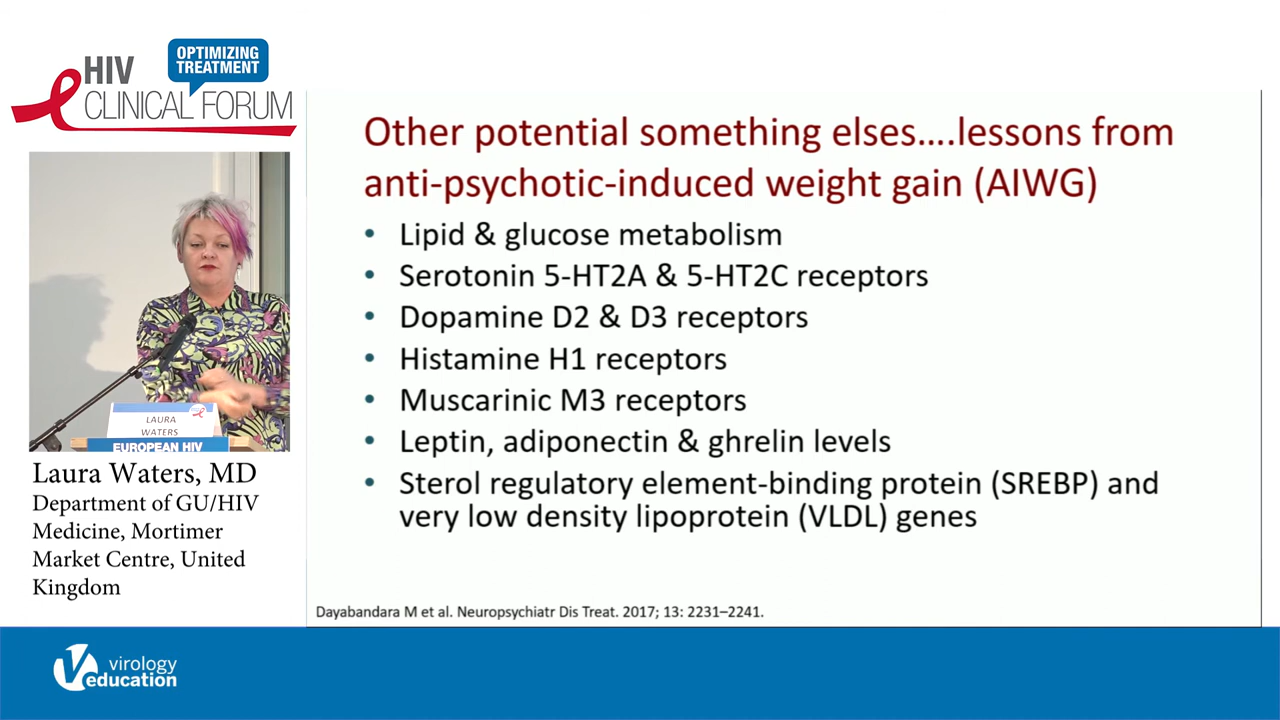 OPTIMIZING
TREATMENT
HIV
CLINICAL FORUM
Other potential something elses....lessons from
anti-psychotic-induced weight gain (AIWG)
• Lipid & glucose metabolism
• Serotonin 5-HT2A & 5-HT2C receptors
• Dopamine D2 & D3 receptors
• Histamine H1 receptors
• Muscarinic M3 receptors
• Leptin, adiponectin & ghrelin levels
• Sterol regulatory element-binding protein (SREBP) and
very low density lipoprotein (VLDL) genes
Dayabandara M et al. Neuropsychiatr Dis Treat. 2017; 13: 2231–2241.
LAURA
WATERS
EUROPEAN HIV
Laura Waters, MD
Department of GU/HIV
Medicine, Mortimer
Market Centre, United
Kingdom
virology
education